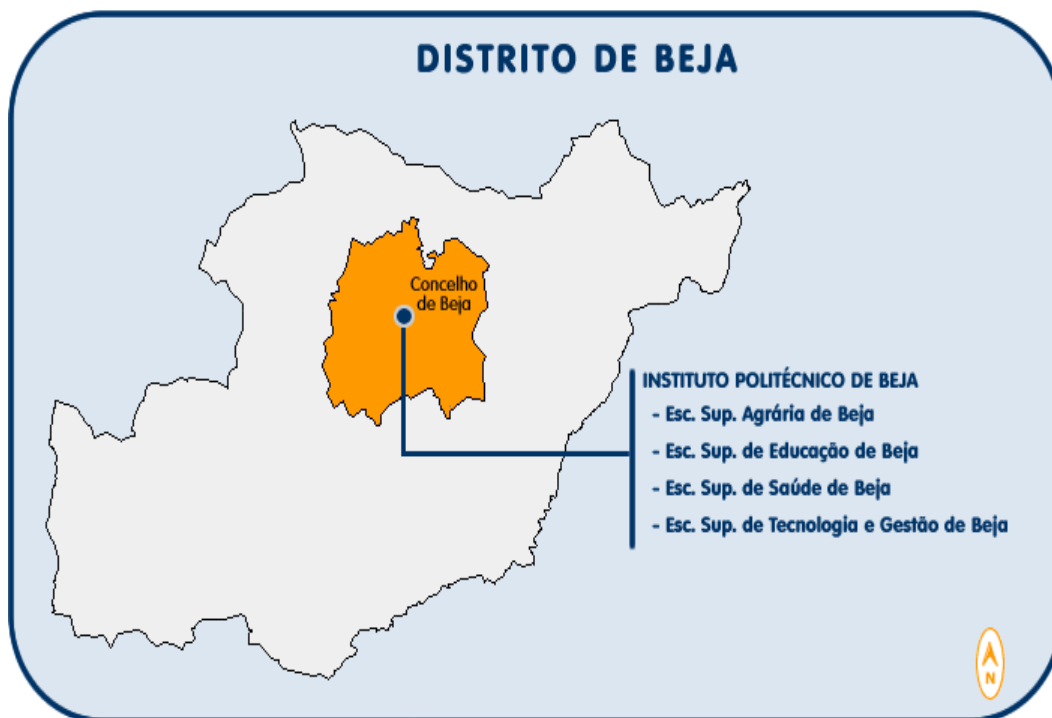 DISTRITO DE BEJA
Concelho
de Beja
INSTITUTO POLITÉCNICO DE BEJA
- Esc. Sup. Agrária de Beja
- Esc. Sup. de Educação de Beja
- Esc. Sup. de Saúde de Beja
- Esc. Sup. de Tecnologia e Gestão de Beja
N